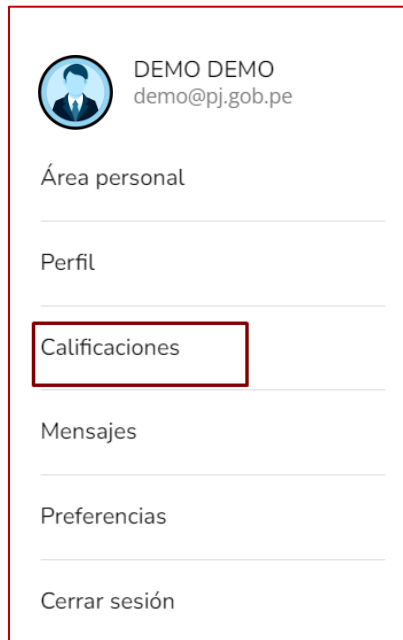 DEMO DEMO
demo@pj.gob.pe
Área personal
Perfil
Calificaciones
Mensajes
Preferencias
Cerrar sesión